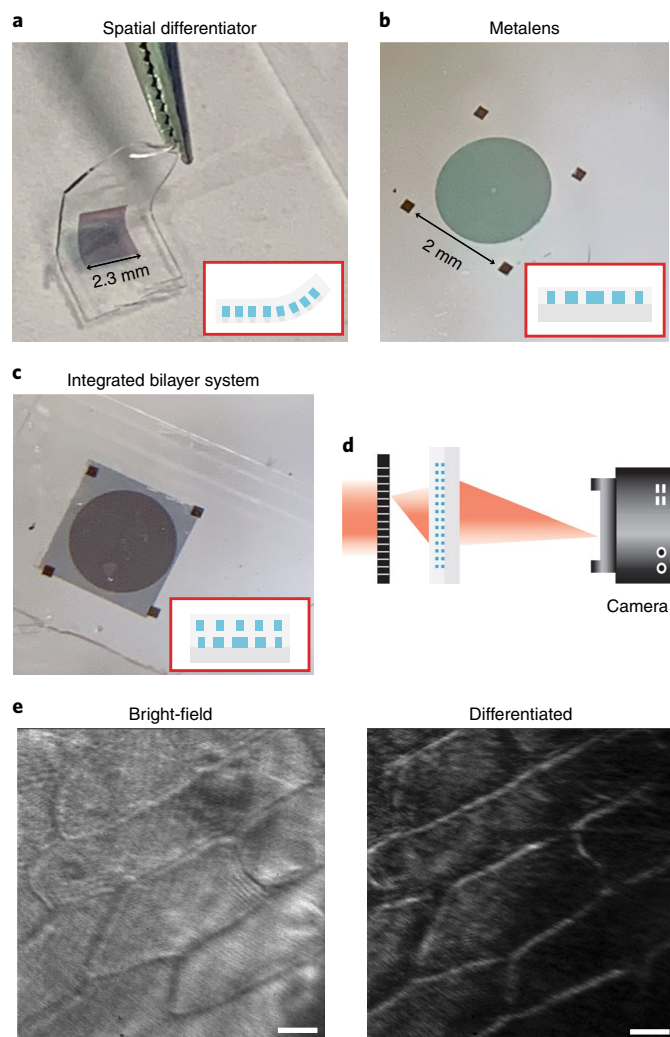 a
Spatial differentiator
2.3 mm
b
Metalens
2 mm
c
Integrated bilayer system
d
Camera
e
Bright-field
Differentiated